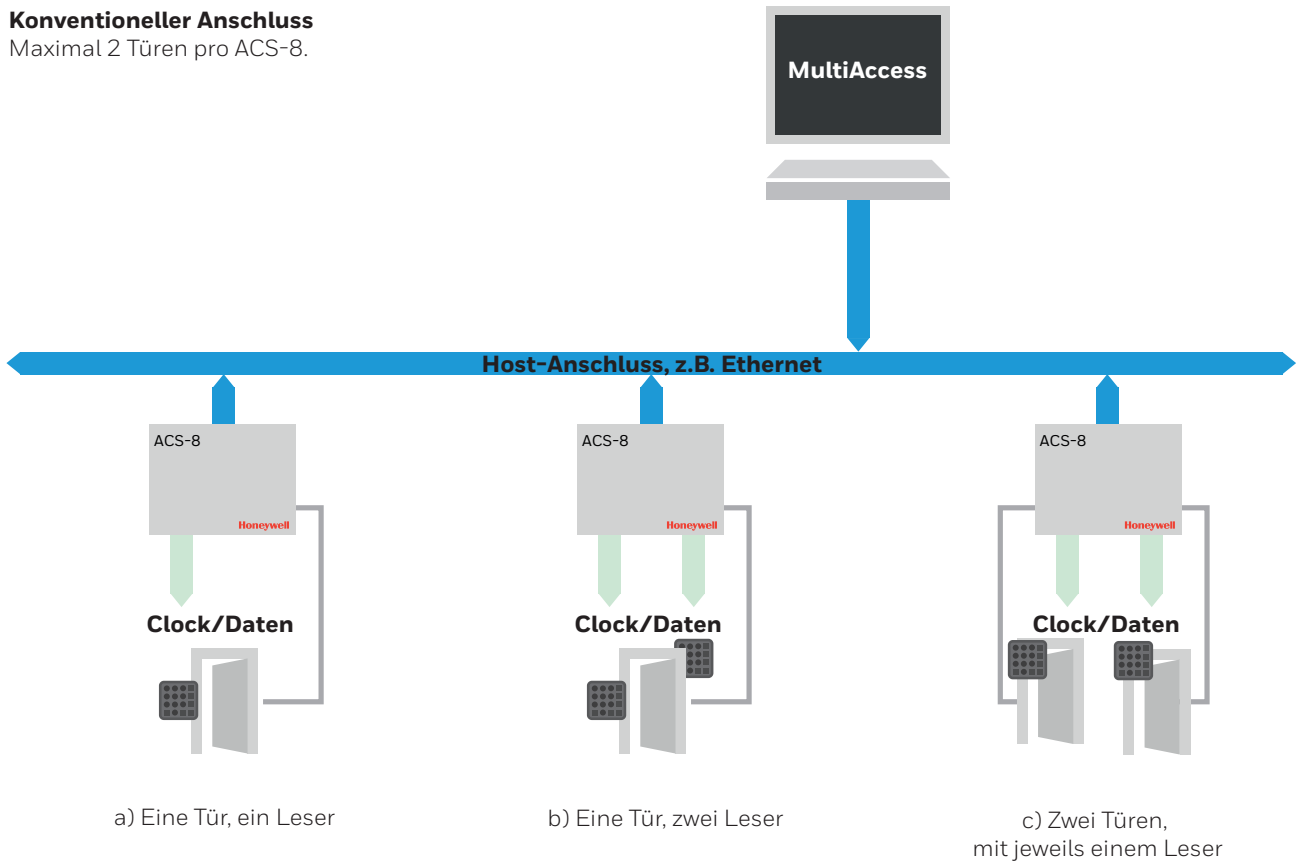 Konventioneller Anschluss
Maximal 2 Türen pro ACS-8.
MultiAccess
Host-Anschluss, z.B. Ethernet
ACS-8
Honeywell
ACS-8
Honeywell
ACS-8
Honeywell
Clock/Daten
Clock/Daten
Clock/Daten
a) Eine Tür, ein Leser
b) Eine Tür, zwei Leser
c) Zwei Türen,
mit jeweils einem Leser